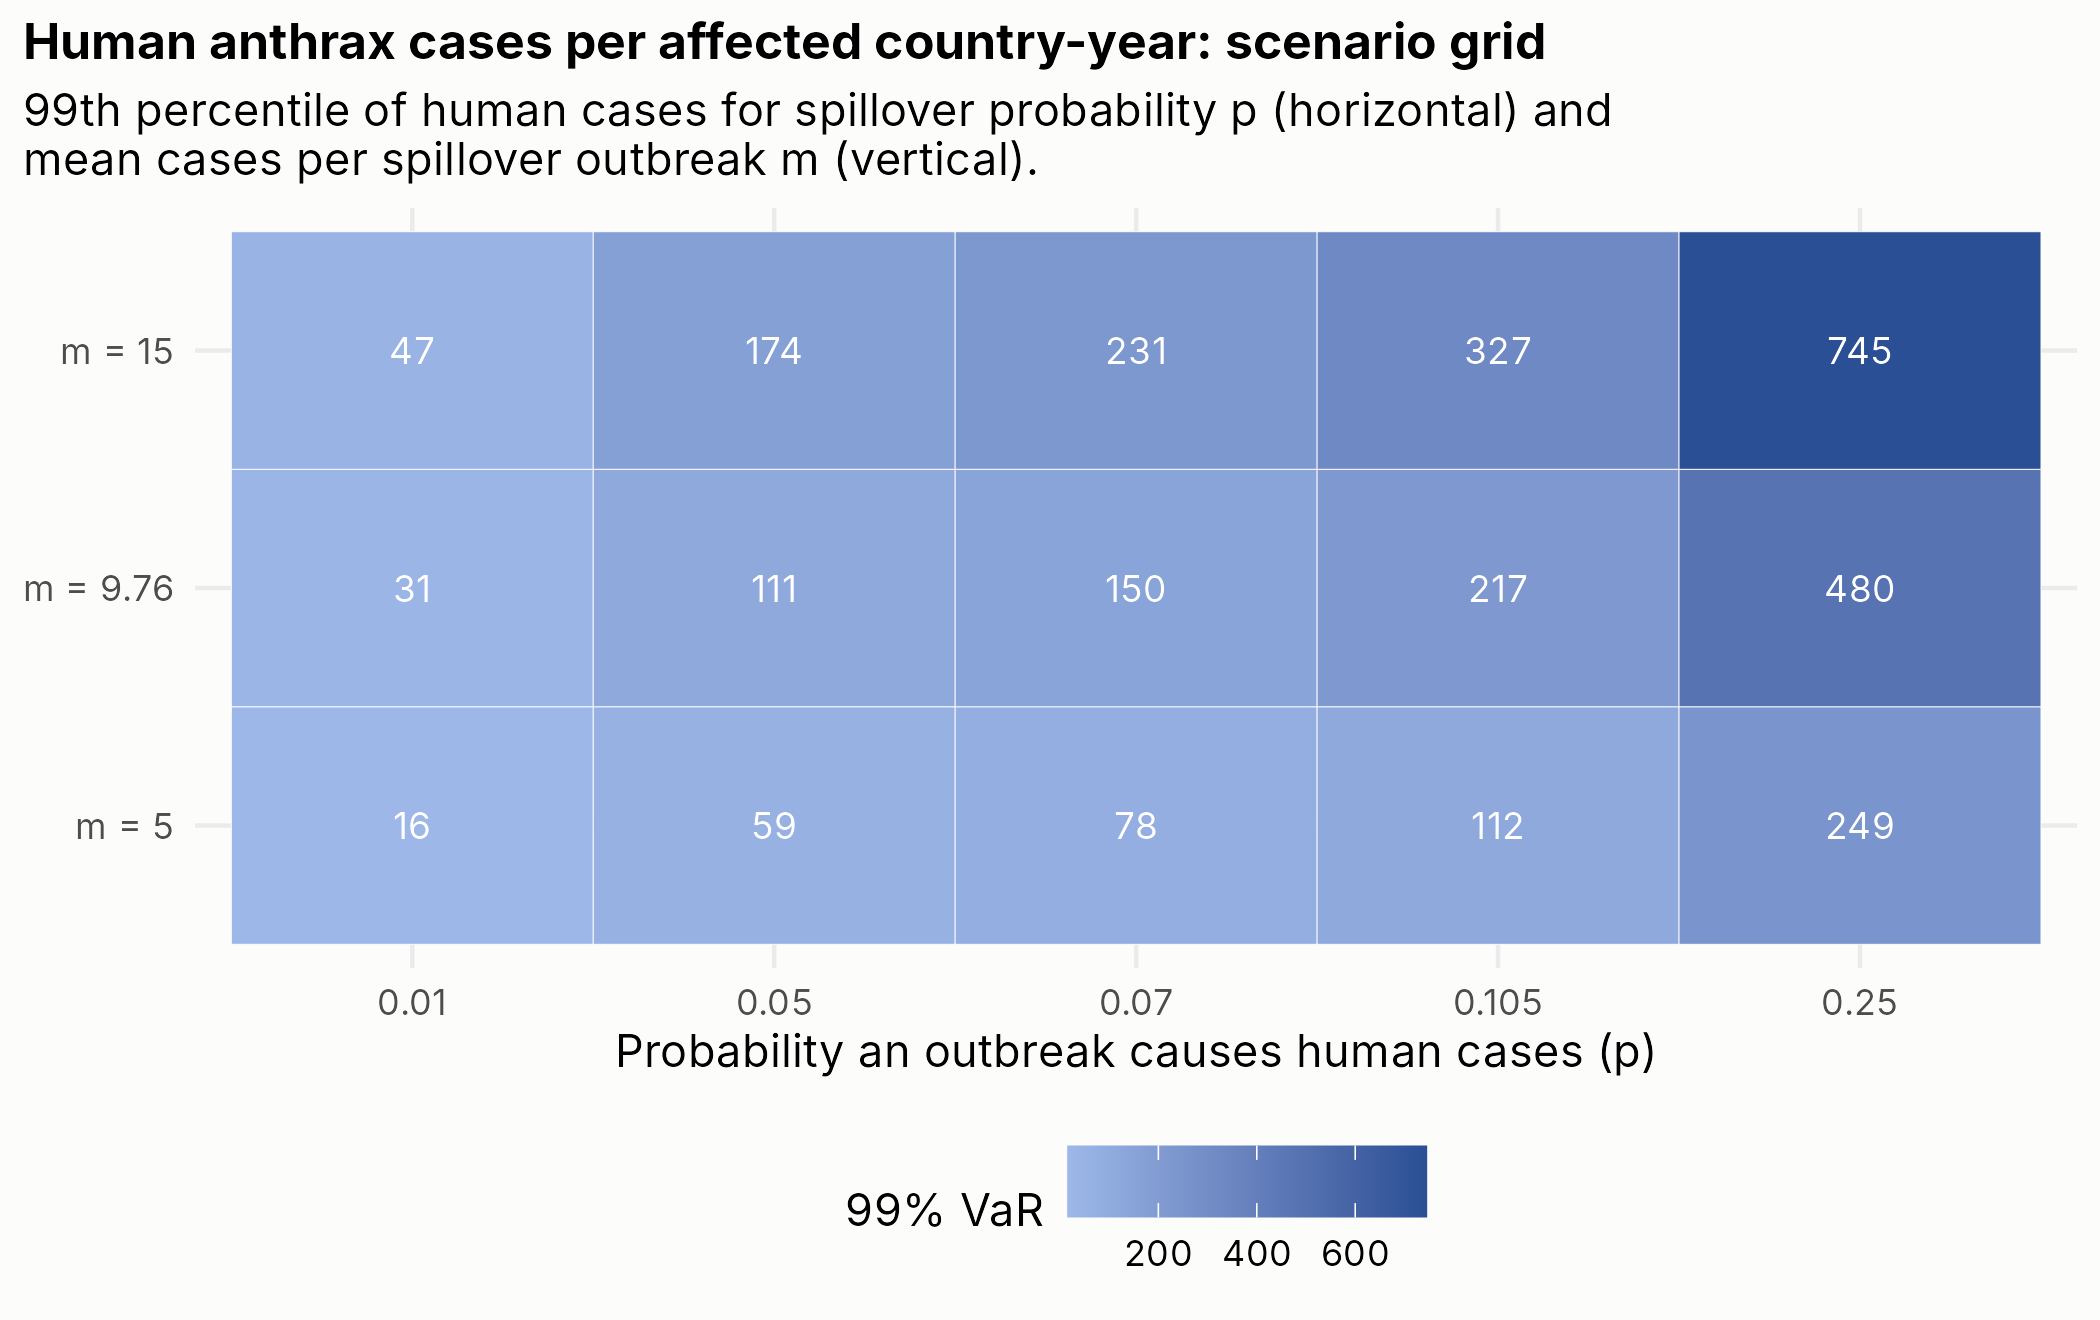 Human anthrax cases per affected country-year: scenario grid
99th percentile of human cases for spillover probability p (horizontal) and
mean cases per spillover outbreak m (vertical).
m = 15 47 174 231 327 745
m = 9.76 31 111 150 217 480
m = 5 16 59 78 112 249
0.01 0.05 0.07 0.105 0.25
Probability an outbreak causes human cases (p)
99% VaR
200 400 600